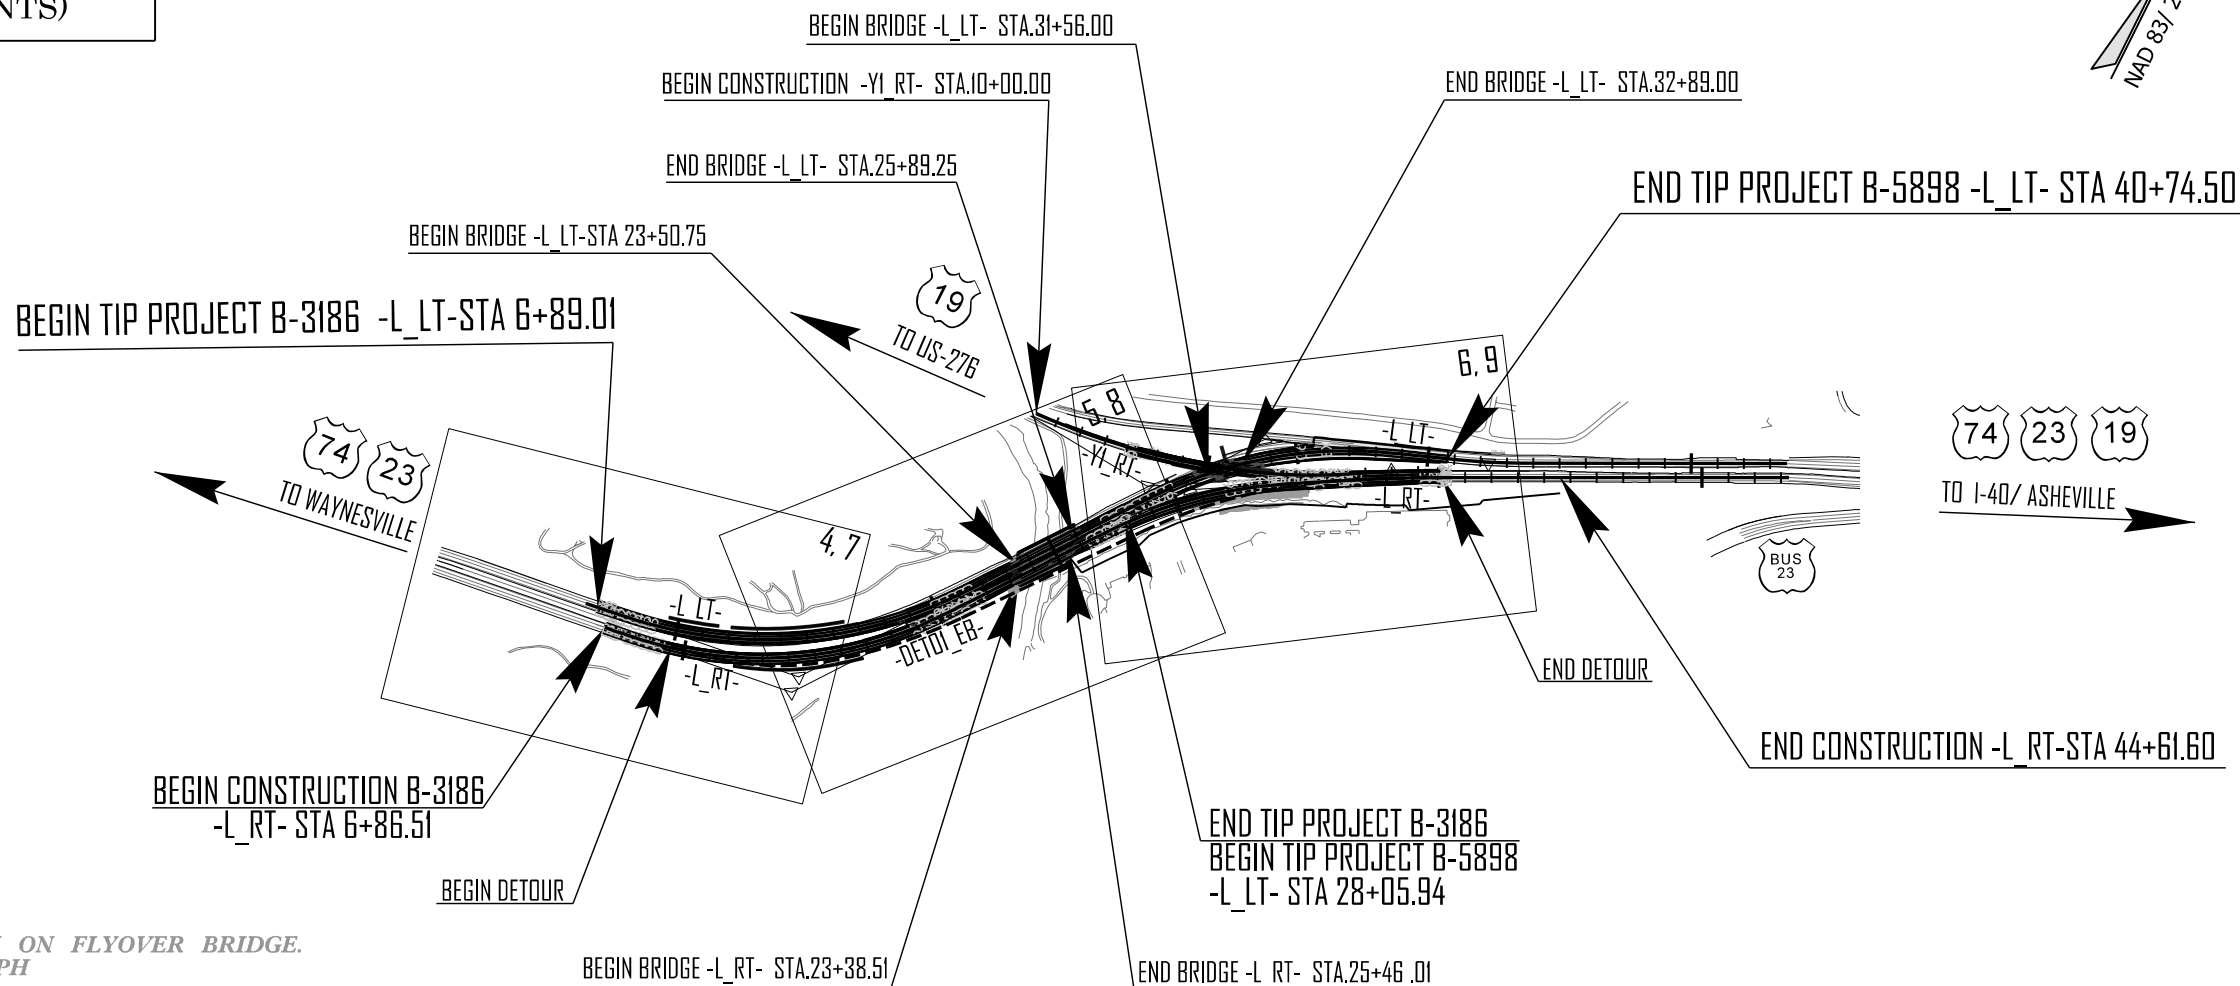 NTS)
BEGIN BRIDGE -L_LT- STA.31+56.00
BEGIN CONSTRUCTION -Y1_RT- STA.10+00.00
END BRIDGE -L_LT- STA.32+89.00
NAD 83/ 2
END BRIDGE -L_LT- STA.25+89.25
END TIP PROJECT B-5898 -L_LT- STA 40+74.50
BEGIN BRIDGE -L_LT-STA 23+50.75
19
TO US-276
BEGIN TIP PROJECT B-3186 -L_LT-STA 6+89.01
6, 9
5, 8
74 23
TO WAYNESVILLE
-L_LT-
-Y1_RT-
-L_RT-
74 23 19
TO I-40/ ASHEVILLE
4, 7
BUS
23
-L_LT-
-DET01_EB-
-L_RT-
END DETOUR
END CONSTRUCTION -L_RT-STA 44+61.60
BEGIN CONSTRUCTION B-3186
-L_RT- STA 6+86.51
END TIP PROJECT B-3186
BEGIN TIP PROJECT B-5898
-L_LT- STA 28+05.94
BEGIN DETOUR
ON FLYOVER BRIDGE.
PH
BEGIN BRIDGE -L_RT- STA.23+38.51
END BRIDGE -L RT- STA.25+46 .01